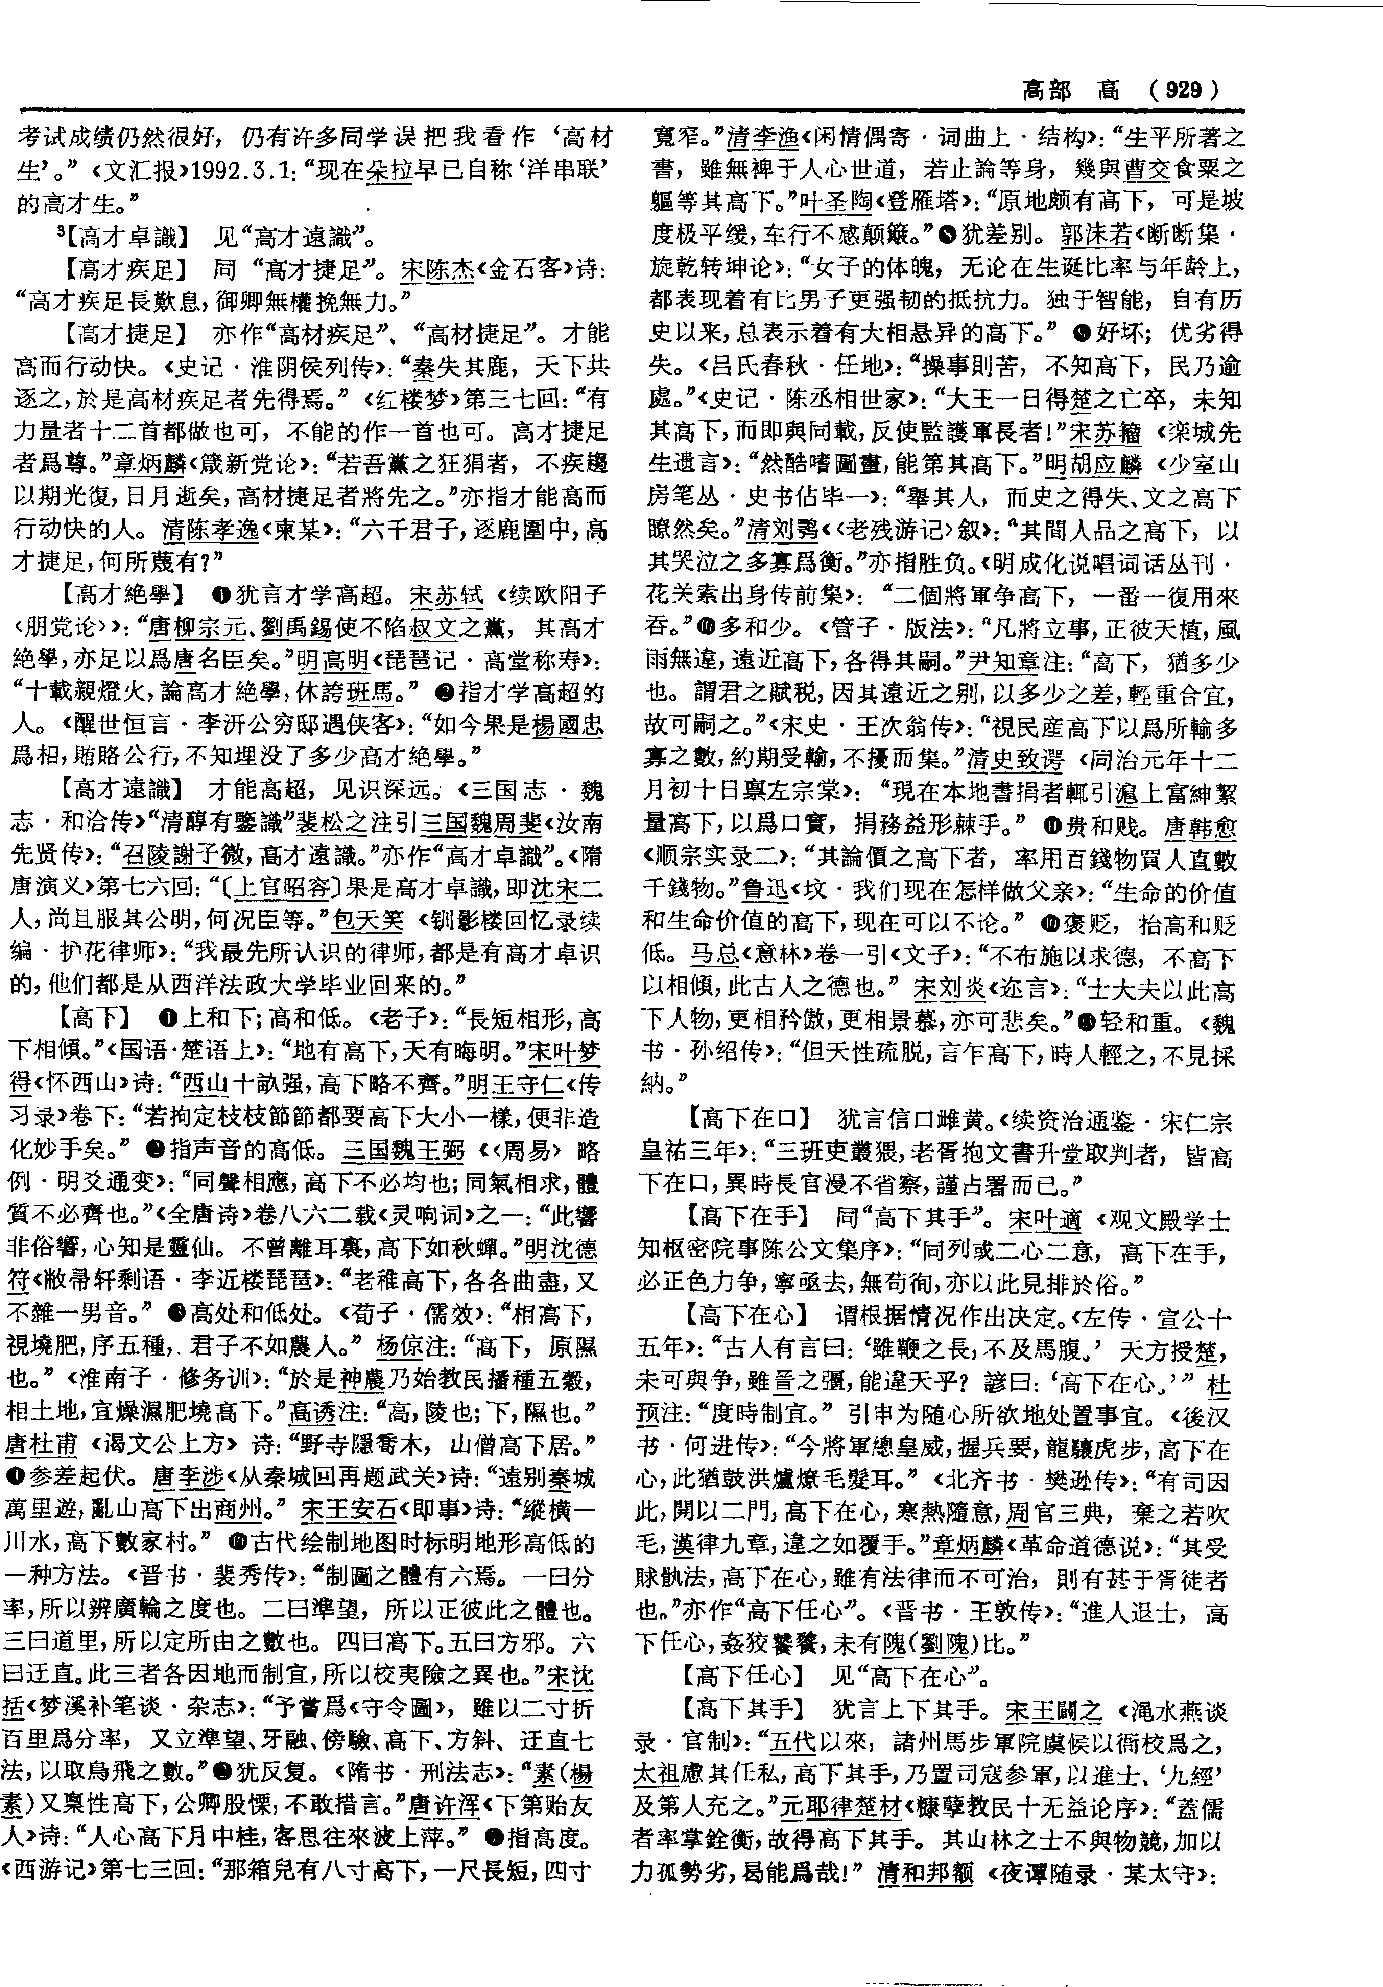 高部　高　（929）
考试成绩仍然很好，仍有许多同学误把我看作‘高材
生’。”《文汇报》1992.3.1：“现在朵拉早已自称‘洋串联’
的高才生。”
³【高才卓識】　见“高才遠識”。
【高才疾足】　同“高才捷足”。宋陈杰《金石客》诗：
“高才疾足長歎息，御卿無權挽無力。”
【高才捷足】　亦作“高材疾足”、“高材捷足”。才能
高而行动快。《史记·淮阴侯列传》：“秦失其鹿，天下共
逐之，於是高材疾足者先得焉。”《红楼梦》第三七回：“有
力量者十二首都做也可，不能的作一首也可。高才捷足
者爲尊。”章炳麟《箴新党论》：“若吾黨之狂狷者，不疾趨
以期光復，日月逝矣，高材捷足者將先之。”亦指才能高而
行动快的人。清陈孝逸《柬某》：“六千君子，逐鹿圍中，高
才捷足，何所蔑有？”
【高才絶學】　❶犹言才学高超。宋苏轼《续欧阳子
〈朋党论〉》：“唐柳宗元、劉禹錫使不陷叔文之黨，其高才
絶學，亦足以爲唐名臣矣。”明高明《琵琶记·高堂称寿》：
“十載親燈火，論高才絶學，休誇班馬。”❷指才学高超的
人。《醒世恒言·李汧公穷邸遇侠客》：“如今果是楊國忠
爲相，賄賂公行，不知埋没了多少高才絶學。”
【高才遠識】　才能高超，见识深远。《三国志·魏
志·和洽传》“清醇有鑒識”裴松之注引三国魏周斐《汝南
先贤传》：“召陵謝子微，高才遠識。”亦作“高才卓識”。《隋
唐演义》第七六回：“〔上官昭容〕果是高才卓識，即沈宋二
人，尚且服其公明，何况臣等。”包天笑《钏影楼回忆录续
编·护花律师》：“我最先所认识的律师，都是有高才卓识
的，他们都是从西洋法政大学毕业回来的。”
【高下】　❶上和下；高和低。《老子》：“長短相形，高
下相傾。”《国语·楚语上》：“地有高下，天有晦明。”宋叶梦
得《怀西山》诗：“西山十畝强，高下略不齊。”明王守仁《传
习录》卷下：“若拘定枝枝節節都要高下大小一樣，便非造
化妙手矣。”❷指声音的高低。三国魏王弼《〈周易〉略
例·明爻通变》：“同聲相應，高下不必均也；同氣相求，體
質不必齊也。”《全唐诗》卷八六二载《灵响词》之一：“此響
非俗響，心知是靈仙。不曾離耳裏，高下如秋蟬。”明沈德
符《敝帚轩剩语·李近楼琵琶》：“老稚高下，各各曲盡，又
不雜一男音。”❸高处和低处。《荀子·儒效》：“相高下，
視墝肥，序五種，君子不如農人。”杨倞注：“高下，原隰
也。”《淮南子·修务训》：“於是神農乃始教民播種五穀，
相土地，宜燥濕肥墝高下。”高诱注：“高，陵也；下，隰也。”
唐杜甫《谒文公上方》诗：“野寺隱喬木，山僧高下居。”
❹参差起伏。唐李涉《从秦城回再题武关》诗：“遠别秦城
萬里遊，亂山高下出商州。”宋王安石《即事》诗：“縱横一
川水，高下數家村。”❺古代绘制地图时标明地形高低的
一种方法。《晋书·裴秀传》：“制圖之體有六焉。一曰分
率，所以辨廣輪之度也。二曰準望，所以正彼此之體也。
三曰道里，所以定所由之數也。四曰高下。五曰方邪。六
曰迂直。此三者各因地而制宜，所以校夷險之異也。”宋沈
括《梦溪补笔谈·杂志》：“予嘗爲《守令圖》，雖以二寸折
百里爲分率，又立準望、牙融、傍驗、高下、方斜、迂直七
法，以取鳥飛之數。”❻犹反复。《隋书·刑法志》：“素（楊
素）又稟性高下，公卿股慄，不敢措言。”唐许浑《下第贻友
人》诗：“人心高下月中桂，客思往來波上萍。”❼指高度。
《西游记》第七三回：“那箱兒有八寸高下，一尺長短，四寸
寬窄。”清李渔《闲情偶寄·词曲上·结构》：“生平所著之
書，雖無裨于人心世道，若止論等身，幾與曹交食粟之
軀等其高下。”叶圣陶《登雁塔》：“原地颇有高下，可是坡
度极平缓，车行不感颠簸。”❽犹差别。郭沫若《断断集·
旋乾转坤论》：“女子的体魄，无论在生诞比率与年龄上，
都表现着有比男子更强韧的抵抗力。独于智能，自有历
史以来，总表示着有大相悬异的高下。”❾好坏；优劣得
失。《吕氏春秋·任地》：“操事則苦，不知高下，民乃逾
處。”《史记·陈丞相世家》：“大王一日得楚之亡卒，未知
其高下，而即與同載，反使監護軍長者！”宋苏籀《栾城先
生遗言》：“然酷嗜圖畫，能第其高下。”明胡应麟《少室山
房笔丛·史书佔毕一》：“舉其人，而史之得失、文之高下
瞭然矣。”清刘鹗《〈老残游记〉叙》：“其間人品之高下，以
其哭泣之多寡爲衡。”亦指胜负。《明成化说唱词话丛刊·
花关索出身传前集》：“二個將軍争高下，一番一復用來
吞。”❿多和少。《管子·版法》：“凡將立事，正彼天植，風
雨無違，遠近高下，各得其嗣。”尹知章注：“高下，猶多少
也。謂君之賦税，因其遠近之别，以多少之差，輕重合宜，
故可嗣之。”《宋史·王次翁传》：“視民産高下以爲所輸多
寡之數，約期受輸，不擾而集。”清史致谔《同治元年十二
月初十日禀左宗棠》：“現在本地書捐者輒引滬上富紳絜
量高下，以爲口實，捐務益形棘手。”⓫贵和贱。唐韩愈
《顺宗实录二》：“其論價之高下者，率用百錢物買人直數
千錢物。”鲁迅《坟·我们现在怎样做父亲》：“生命的价值
和生命价值的高下，现在可以不论。”⓬褒贬，抬高和贬
低。马总《意林》卷一引《文子》：“不布施以求德，不高下
以相傾，此古人之德也。”宋刘炎《迩言》：“士大夫以此高
下人物，更相矜傲，更相景慕，亦可悲矣。”⓭轻和重。《魏
书·孙绍传》：“但天性疏脱，言乍高下，時人輕之，不見採
納。”
【高下在口】　犹言信口雌黄。《续资治通鉴·宋仁宗
皇祐三年》：“三班吏叢猥，老胥抱文書升堂取判者，皆高
下在口，異時長官漫不省察，謹占署而已。”
【高下在手】　同“高下其手”。宋叶適《观文殿学士
知枢密院事陈公文集序》：“同列或二心二意，高下在手，
必正色力争，寧亟去，無苟徇，亦以此見排於俗。”
【高下在心】　谓根据情况作出决定。《左传·宣公十
五年》：“古人有言曰：‘雖鞭之長，不及馬腹。’天方授楚，
未可與争，雖晉之彊，能違天乎？諺曰：‘高下在心。’”杜
预注：“度時制宜。”引申为随心所欲地处置事宜。《後汉
书·何进传》：“今將軍總皇威，握兵要，龍驤虎步，高下在
心，此猶鼓洪爐燎毛髮耳。”《北齐书·樊逊传》：“有司因
此，開以二門，高下在心，寒熱隨意，周官三典，棄之若吹
毛，漢律九章，違之如覆手。”章炳麟《革命道德说》：“其受
賕骩法，高下在心，雖有法律而不可治，則有甚于胥徒者
也。”亦作“高下任心”。《晋书·王敦传》：“進人退士，高
下任心，姦狡饕餮，未有隗（劉隗）比。”
【高下任心】　见“高下在心”。
【高下其手】　犹言上下其手。宋王闢之《渑水燕谈
录·官制》：“五代以來，諸州馬步軍院虞候以衙校爲之，
太祖慮其任私，高下其手，乃置司寇參軍，以進士、‘九經’
及第人充之。”元耶律楚材《糠孽教民十无益论序》：“蓋儒
者率掌銓衡，故得高下其手。其山林之士不與物競，加以
力孤勢劣，曷能爲哉！”清和邦额《夜谭随录·某太守》：